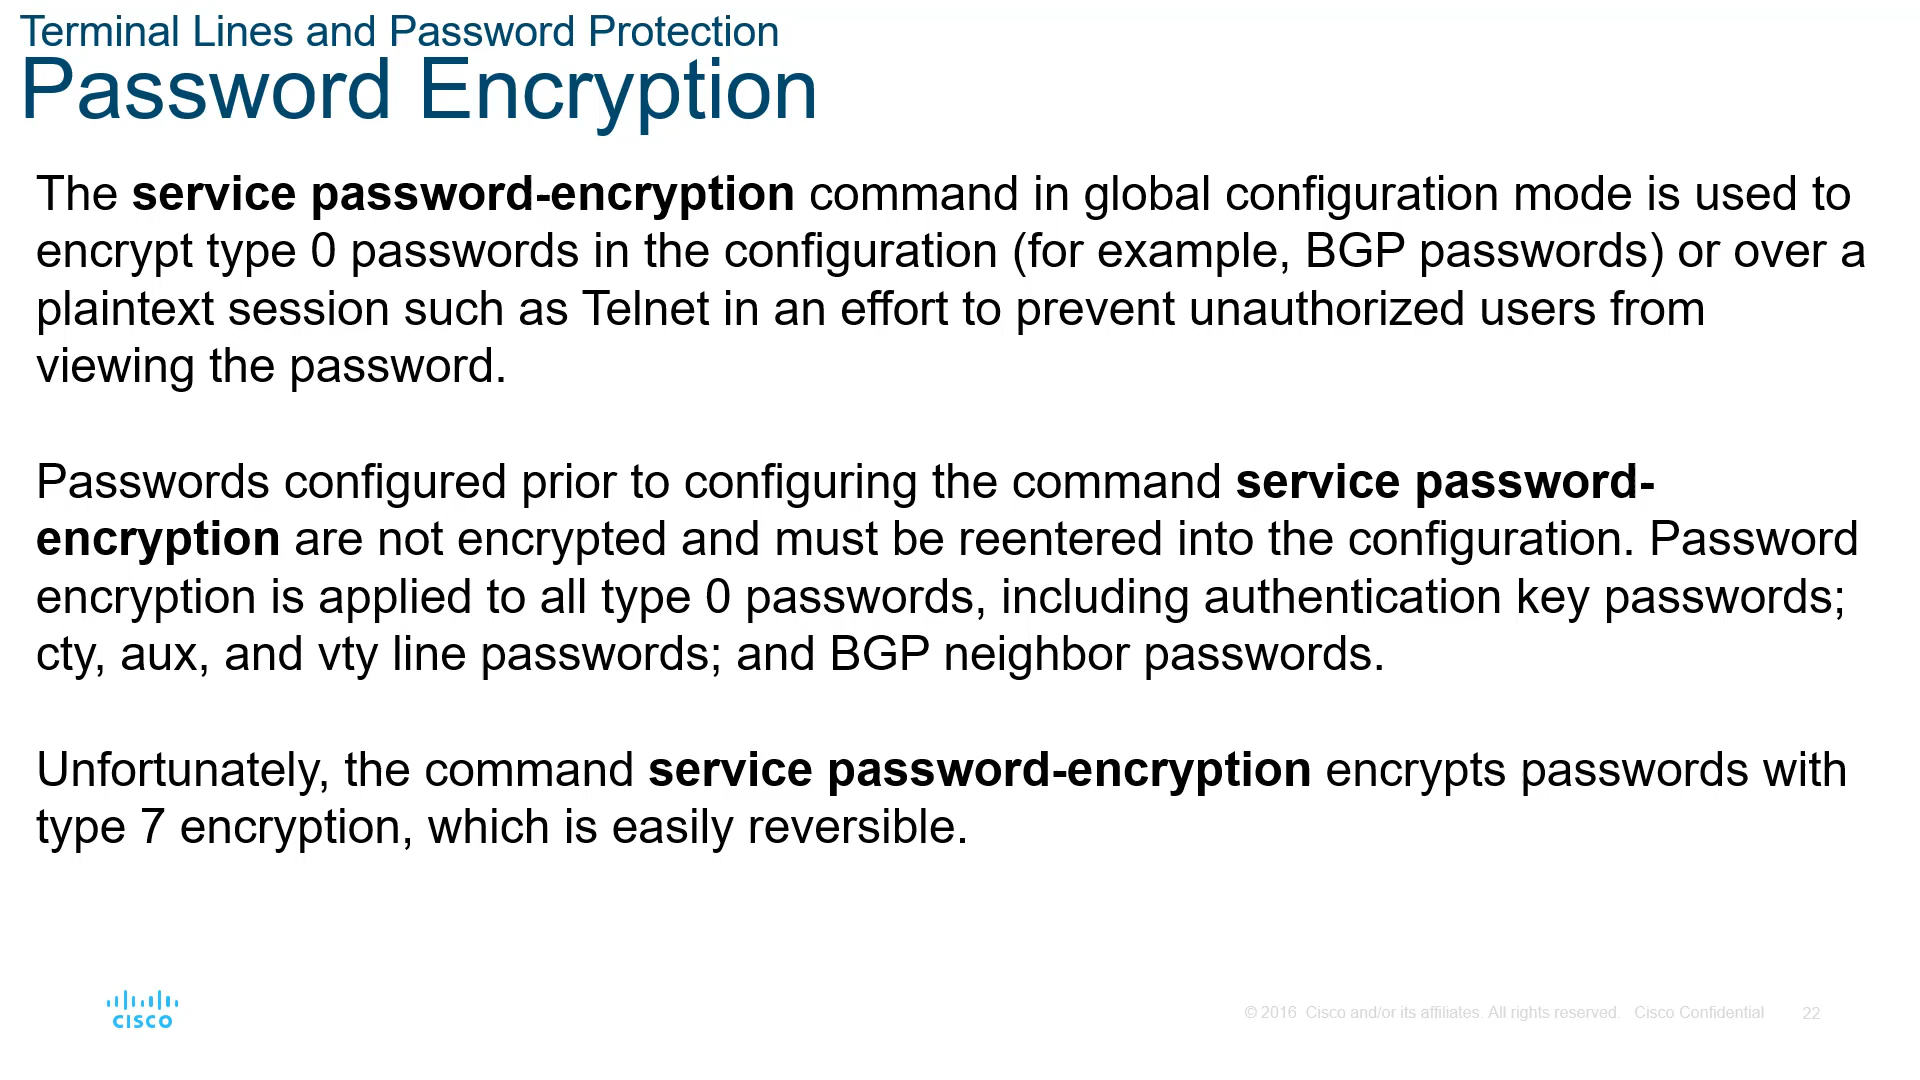 Terminal Lines and Password Protection
Password Encryption
The service password-encryption command in global configuration mode is used to
encrypt type 0 passwords in the configuration (for example, BGP passwords) or over a
plaintext session such as Telnet in an effort to prevent unauthorized users from
viewing the password.
Passwords configured prior to configuring the command service password-
encryption are not encrypted and must be reentered into the configuration. Password
encryption is applied to all type 0 passwords, including authentication key passwords;
cty, aux, and vty line passwords; and BGP neighbor passwords.
Unfortunately, the command service password-encryption encrypts passwords with
type 7 encryption, which is easily reversible.
CISCO
© 2016 Cisco and/or its affiliates. All rights reserved. Cisco Confidential 22